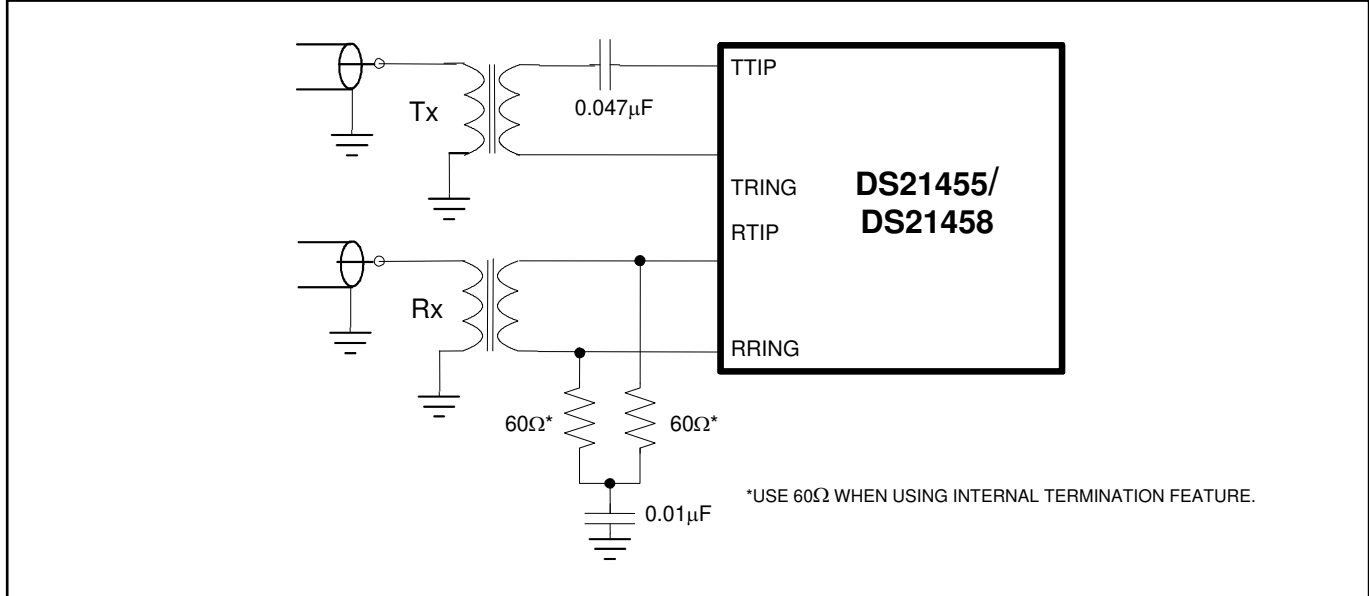 TTIP
0.047μF
Tx
TRING
DS21455/
DS21458
RTIP
Rx
RRING
60Ω*
60Ω*
*USE 60Ω WHEN USING INTERNAL TERMINATION FEATURE.
0.01μF